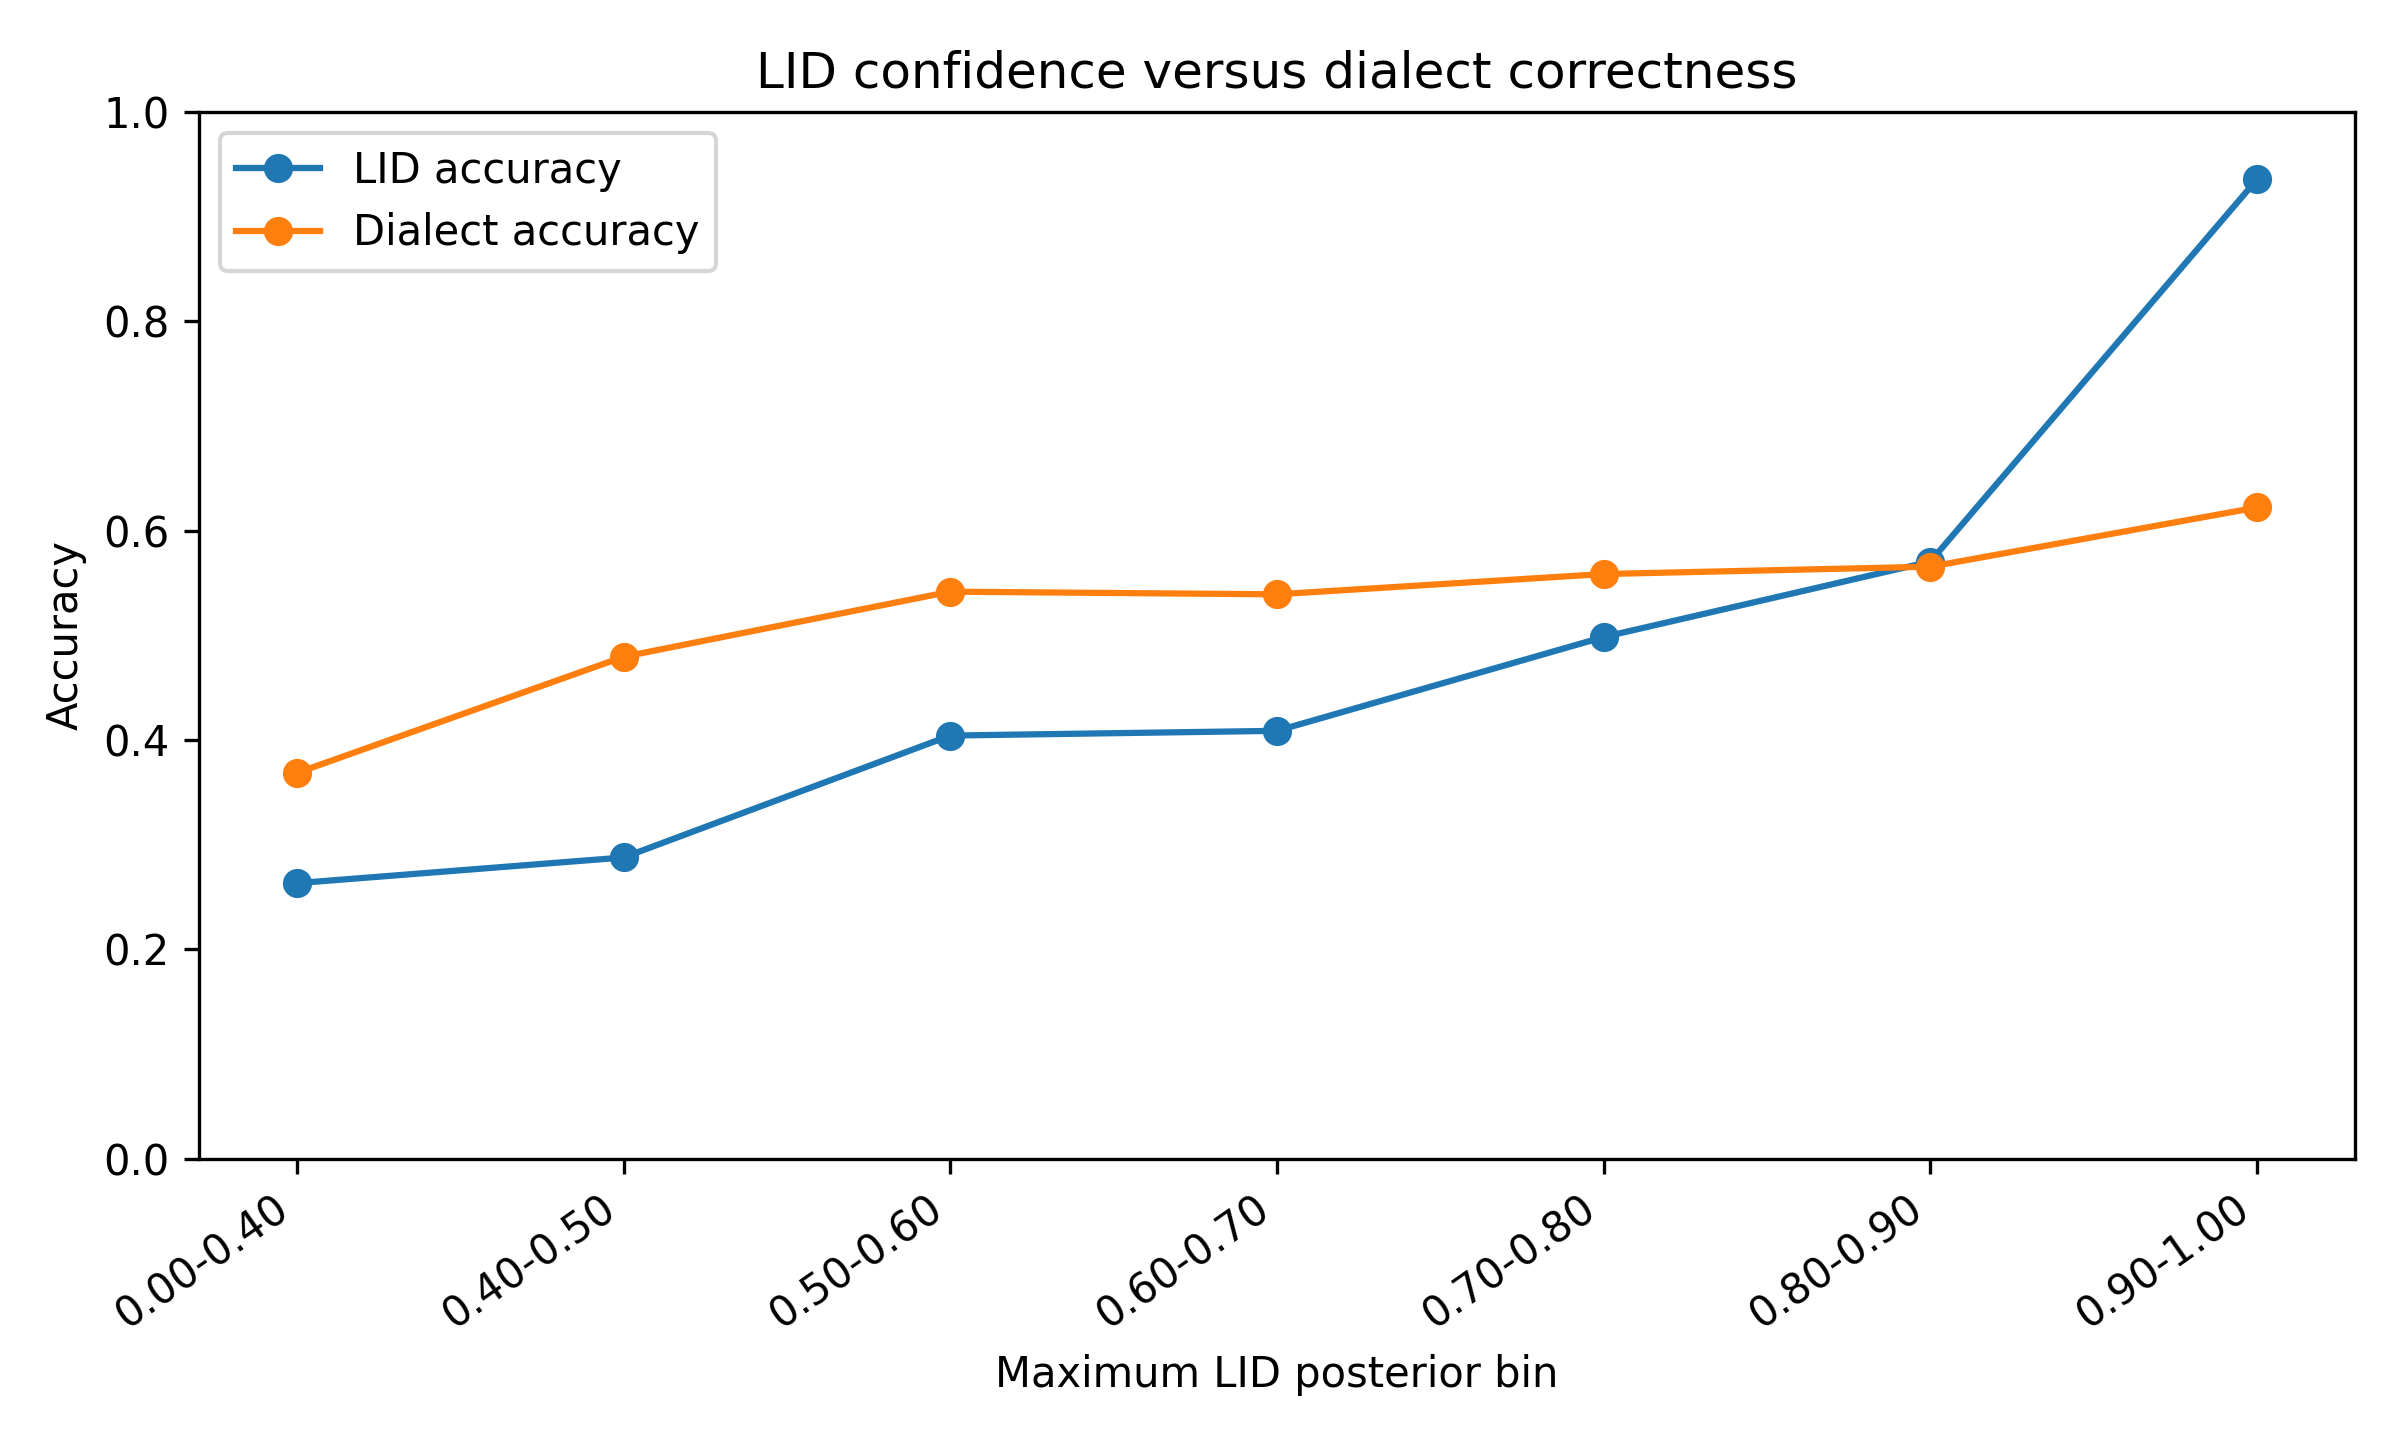 LID confidence versus dialect correctness
1.0
0.8
0.6
0.4
0.2
0.0
Accuracy
LID accuracy
Dialect accuracy
0.00-0.40
0.40-0.50
0.50-0.60
0.60-0.70
0.70-0.80
0.80-0.90
0.90-1.00
Maximum LID posterior bin